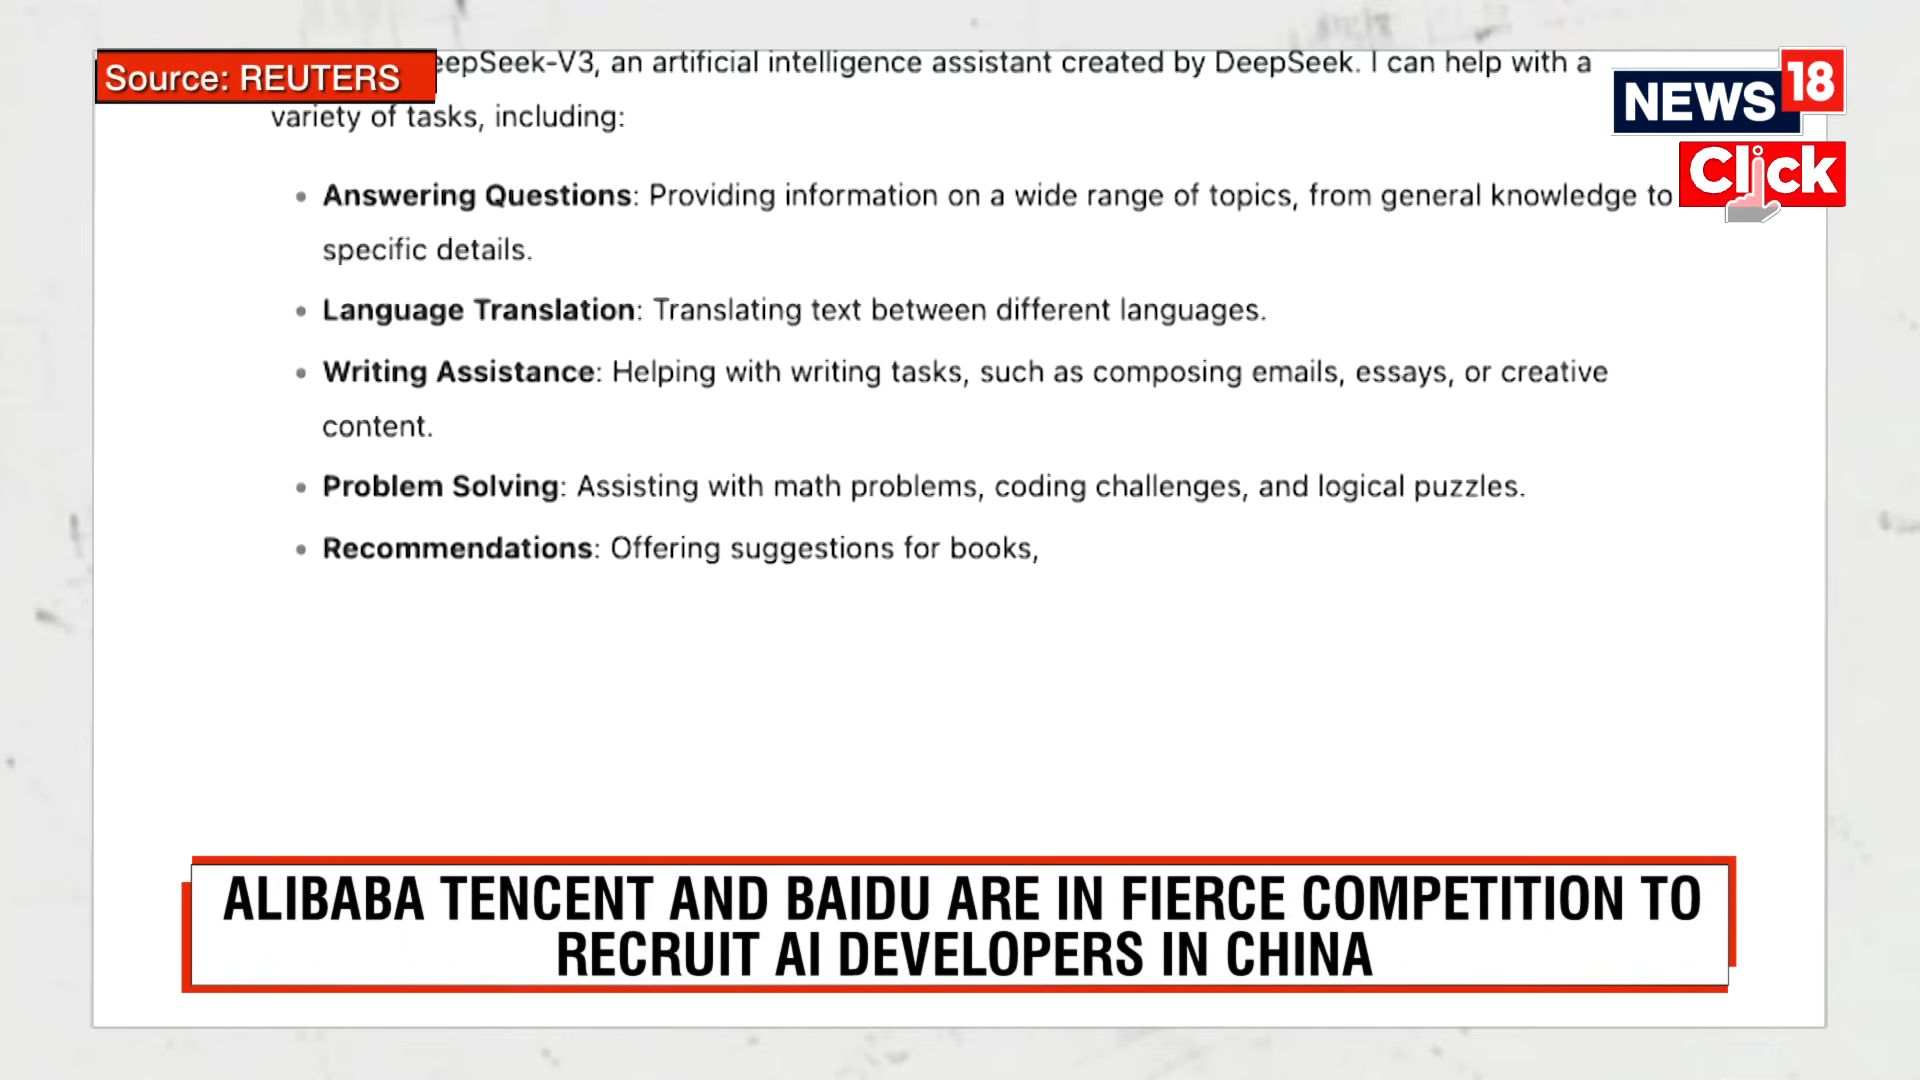 Source: REUTERS
eepSeek-V3, an artificial intelligence assistant created by DeepSeek. I can help with a
variety of tasks, including:
NEWS 18
Click
• Answering Questions: Providing information on a wide range of topics, from general knowledge to
specific details.
• Language Translation: Translating text between different languages.
• Writing Assistance: Helping with writing tasks, such as composing emails, essays, or creative
content.
• Problem Solving: Assisting with math problems, coding challenges, and logical puzzles.
• Recommendations: Offering suggestions for books,
ALIBABA TENCENT AND BAIDU ARE IN FIERCE COMPETITION TO
RECRUIT AI DEVELOPERS IN CHINA